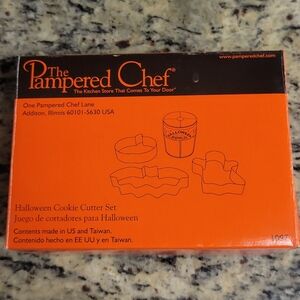 The
Pampered Chef®
The Kitchen Store That Comes To Your Door®
www.pamperedchef.com
One Pampered Chef Lane
Addison, Illinois 60101-5630 USA
HALLOWEEN
Halloween Cookie Cutter Set
Juego de cortadores para Halloween
Contents made in US and Taiwan.
Contenido hecho en EE UU y en Taiwan.